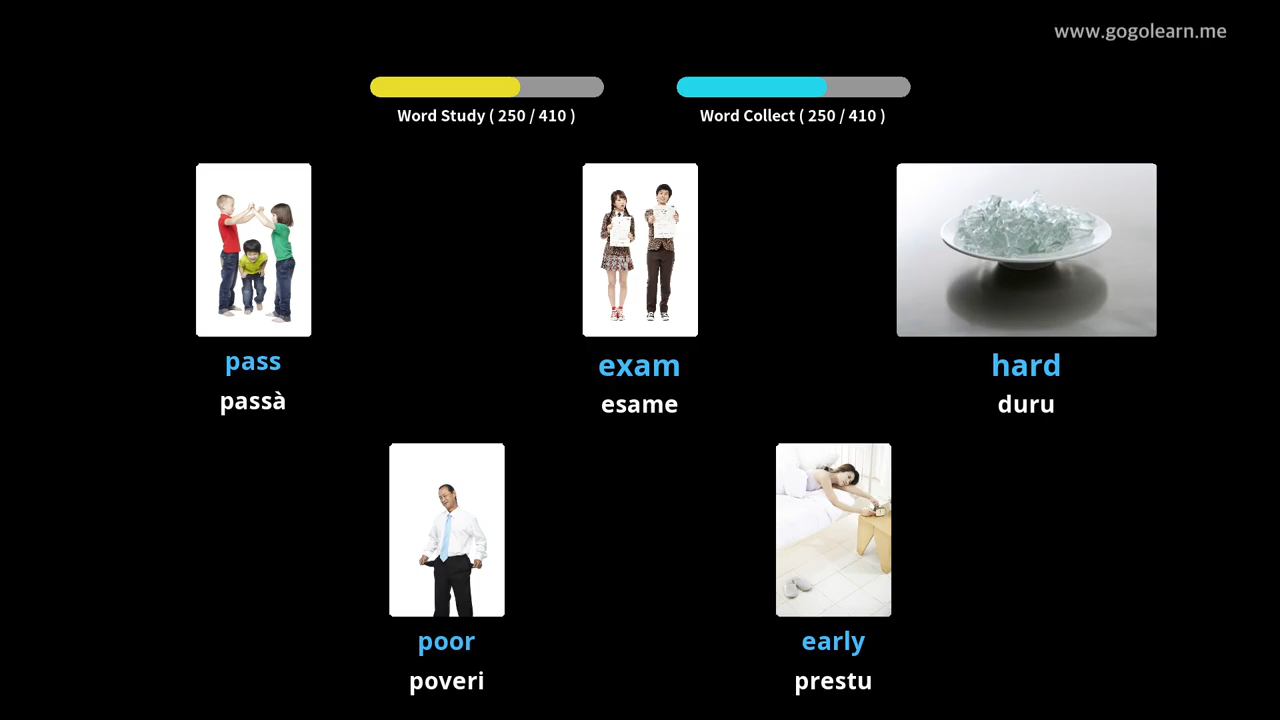 www.gogolearn.me
Word Study ( 250 / 410 )
Word Collect ( 250 / 410 )
pass
passà
exam
esame
hard
duru
poor
poveri
early
prestu